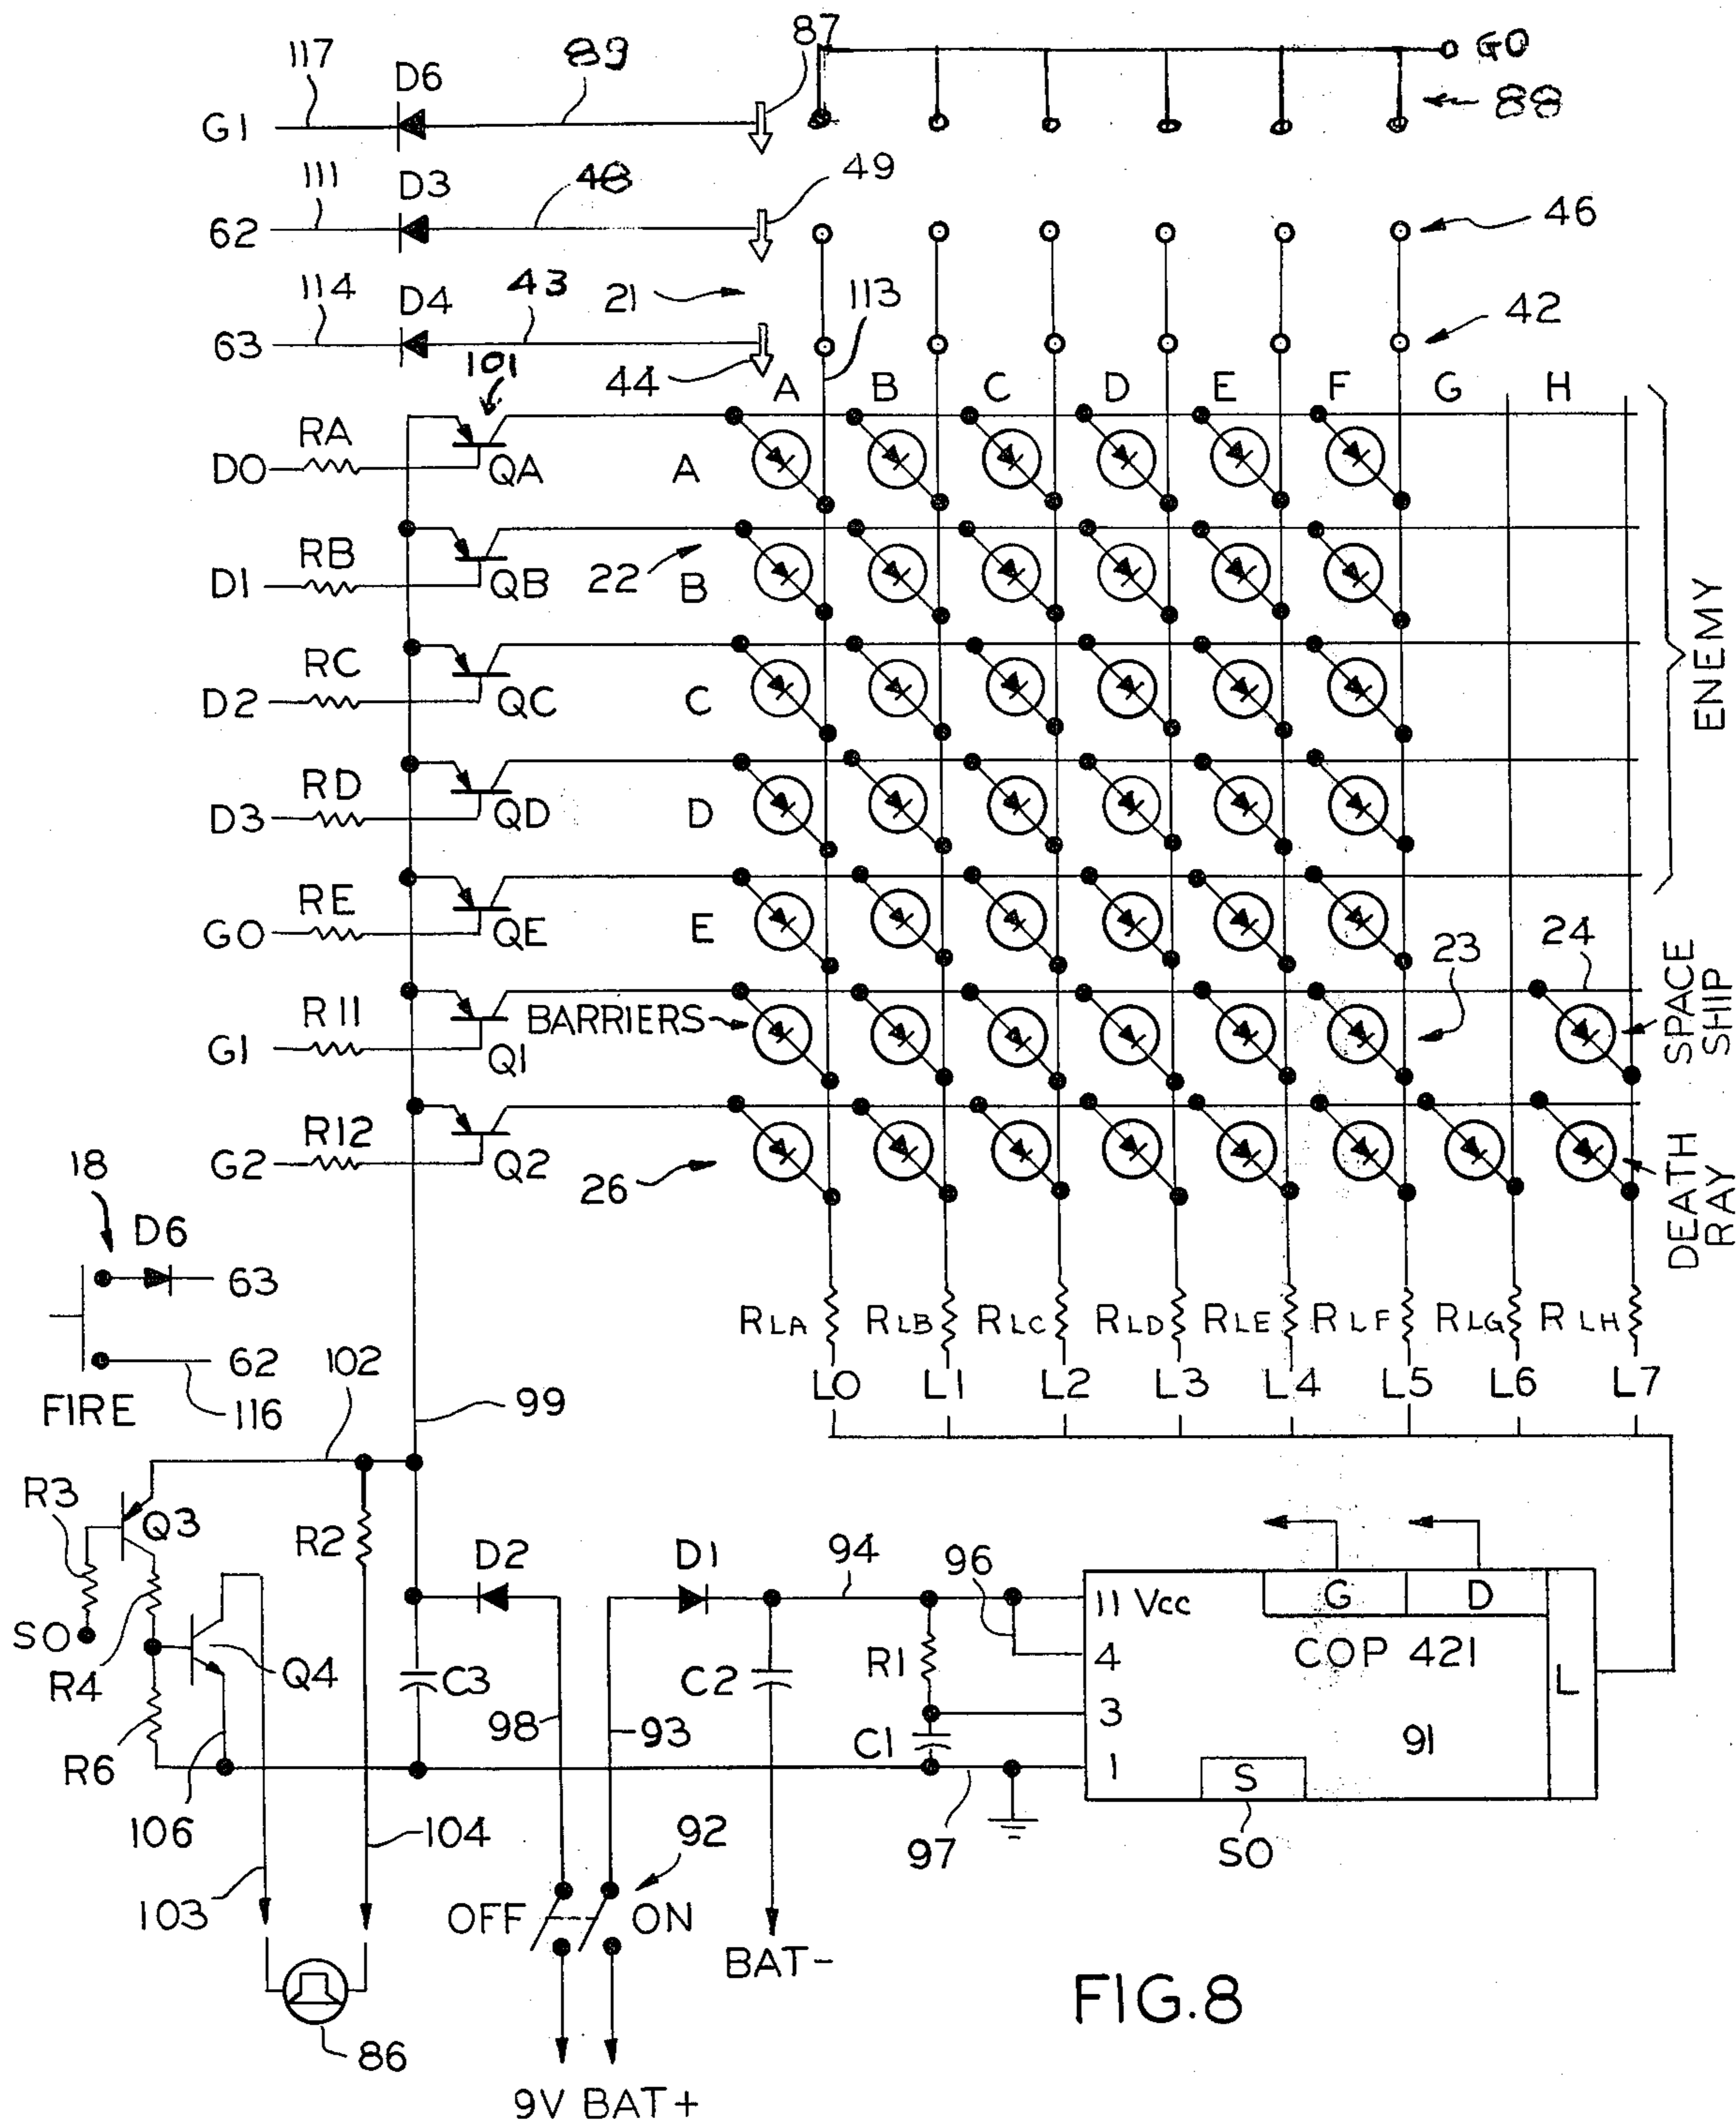 87
G0
117 D6 89
G1
88
111 D3 48 49
62
46
114 D4 43 21 113
63
42
101 44
A B C D E F G H
RA
D0 QA A
RB
D1 QB 22 B
RC
D2 QC C
RD
D3 QD D
RE
G0 QE E
ENEMY
23 24
R11 BARRIERS
G1 Q1
SPACE SHIP
R12
G2 Q2 26
DEATH RAY
18 D6
63
62
FIRE 116
102 99
RLA RLB RLC RLD RLE RLF RLG RLH
L0 L1 L2 L3 L4 L5 L6 L7
R3 Q3 R2 D2 D1 94 96
SO
R4 Q4 C3 C2 R1
11 Vcc G D
4 COP 421
3 L
98 93 C1 91
R6 1 S
106 104 92 97 SO
103 OFF ON
BAT-
86
9V BAT+
FIG.8